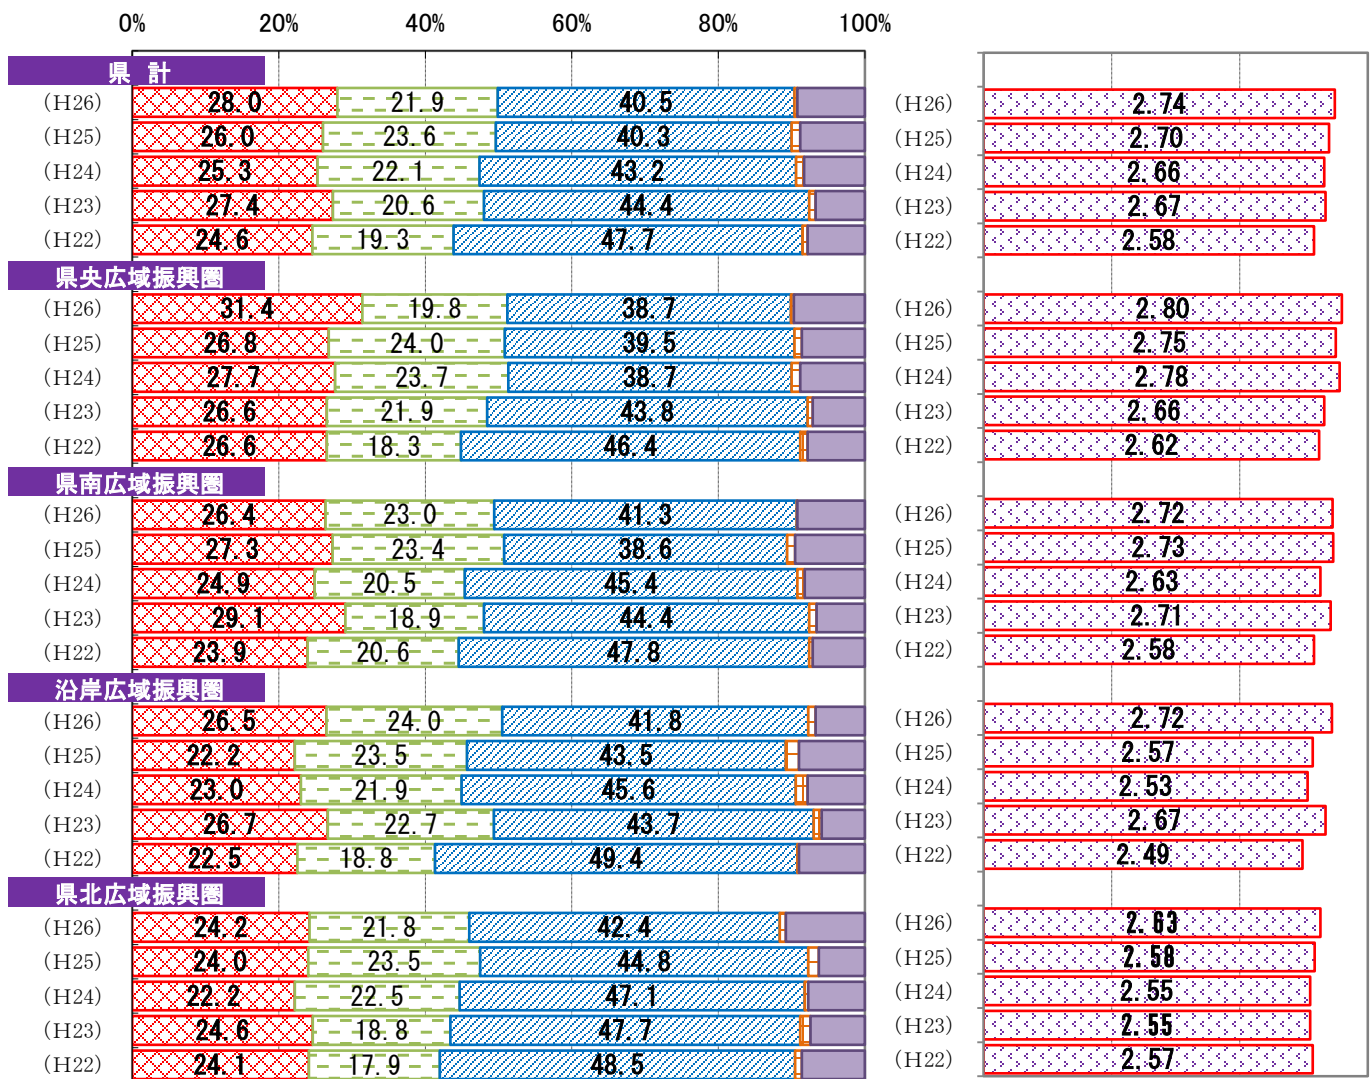 0% 20% 40% 60% 80% 100%
県 計
(H26) 28.0 21.9 40.5 (H26) 2.74
(H25) 26.0 23.6 40.3 (H25) 2.70
(H24) 25.3 22.1 43.2 (H24) 2.66
(H23) 27.4 20.6 44.4 (H23) 2.67
(H22) 24.6 19.3 47.7 (H22) 2.58
県央広域振興圏
(H26) 31.4 19.8 38.7 (H26) 2.80
(H25) 26.8 24.0 39.5 (H25) 2.75
(H24) 27.7 23.7 38.7 (H24) 2.78
(H23) 26.6 21.9 43.8 (H23) 2.66
(H22) 26.6 18.3 46.4 (H22) 2.62
県南広域振興圏
(H26) 26.4 23.0 41.3 (H26) 2.72
(H25) 27.3 23.4 38.6 (H25) 2.73
(H24) 24.9 20.5 45.4 (H24) 2.63
(H23) 29.1 18.9 44.4 (H23) 2.71
(H22) 23.9 20.6 47.8 (H22) 2.58
沿岸広域振興圏
(H26) 26.5 24.0 41.8 (H26) 2.72
(H25) 22.2 23.5 43.5 (H25) 2.57
(H24) 23.0 21.9 45.6 (H24) 2.53
(H23) 26.7 22.7 43.7 (H23) 2.67
(H22) 22.5 18.8 49.4 (H22) 2.49
県北広域振興圏
(H26) 24.2 21.8 42.4 (H26) 2.63
(H25) 24.0 23.5 44.8 (H25) 2.58
(H24) 22.2 22.5 47.1 (H24) 2.55
(H23) 24.6 18.8 47.7 (H23) 2.55
(H22) 24.1 17.9 48.5 (H22) 2.57